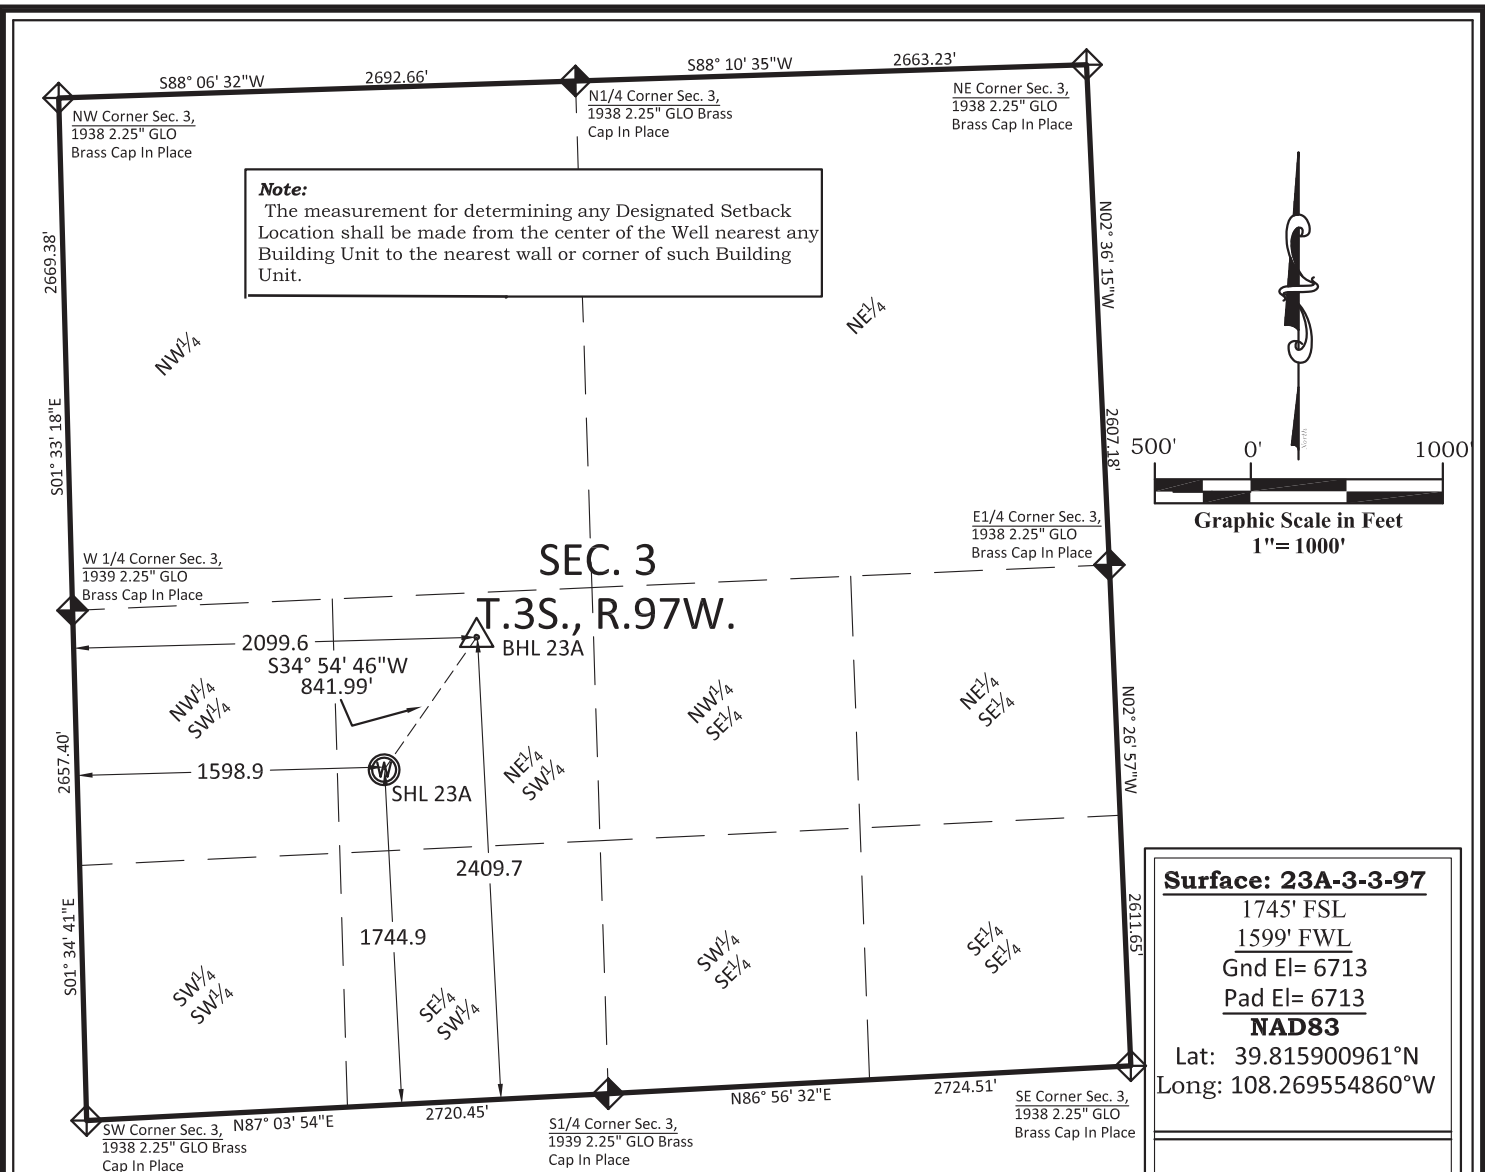 S88° 06' 32"W
2692.66'
S88° 10' 35"W
2663.23'
NW Corner Sec. 3,
1938 2.25" GLO
Brass Cap In Place
N1/4 Corner Sec. 3,
1938 2.25" GLO Brass
Cap In Place
NE Corner Sec. 3,
1938 2.25" GLO
Brass Cap In Place
Note:
The measurement for determining any Designated Setback
Location shall be made from the center of the Well nearest any
Building Unit to the nearest wall or corner of such Building
Unit.
2669.38'
S01° 33' 18"E
NW¼
NE¼
N02° 36' 15"W
2607.18'
North
500'
0'
1000'
Graphic Scale in Feet
1"= 1000'
W 1/4 Corner Sec. 3,
1939 2.25" GLO
Brass Cap In Place
E1/4 Corner Sec. 3,
1938 2.25" GLO
Brass Cap In Place
SEC. 3
T.3S., R.97W.
2099.6
BHL 23A
S34° 54' 46"W
841.99'
NW¼
SW¼
NW¼
SE¼
NE¼
SE¼
2657.40'
1598.9
W
SHL 23A
NE¼
SW¼
N02° 26' 57"W
2409.7
1744.9
S01° 34' 41"E
SW¼
SW¼
SE¼
SW¼
SW¼
SE¼
SE¼
SE¼
2611.65'
Surface: 23A-3-3-97
1745' FSL
1599' FWL
Gnd El= 6713
Pad El= 6713
NAD83
Lat: 39.815900961°N
Long: 108.269554860°W
SW Corner Sec. 3,
1938 2.25" GLO Brass
Cap In Place
N87° 03' 54"E
2720.45'
S1/4 Corner Sec. 3,
1939 2.25" GLO Brass
Cap In Place
N86° 56' 32"E
2724.51'
SE Corner Sec. 3,
1938 2.25" GLO
Brass Cap In Place